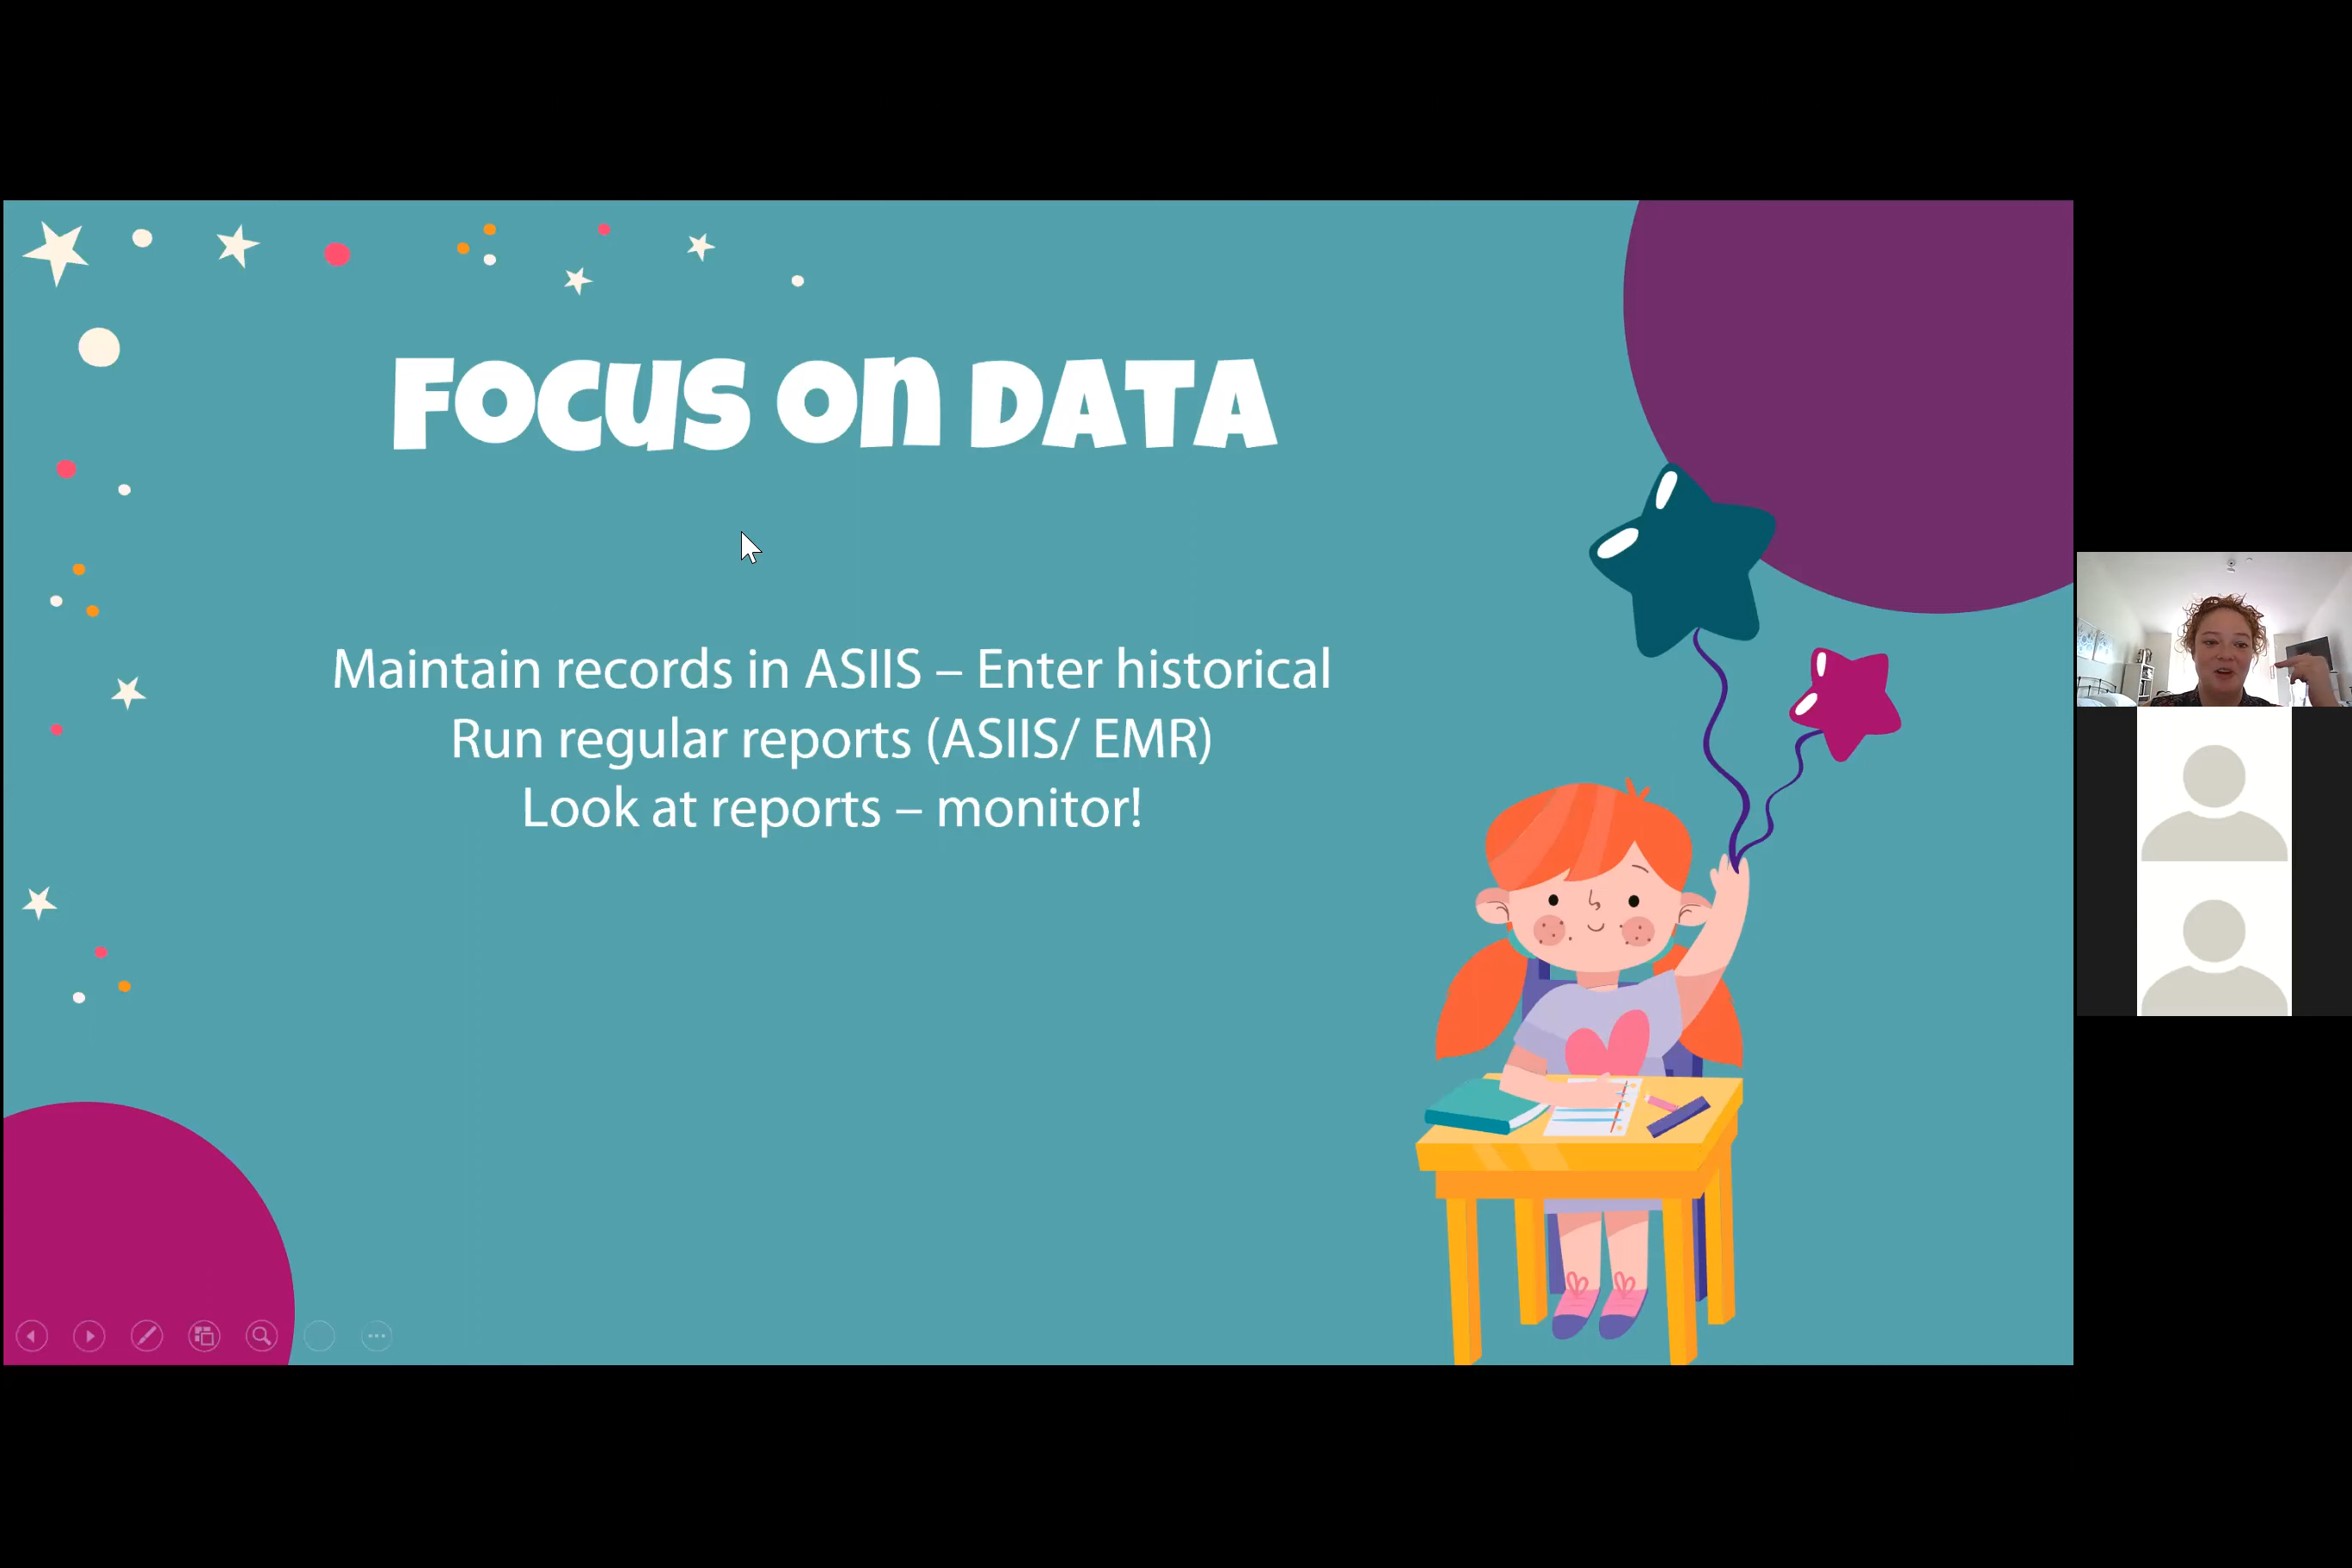 Focus on Data
Maintain records in ASIIS – Enter historical
Run regular reports (ASIIS/ EMR)
Look at reports – monitor!